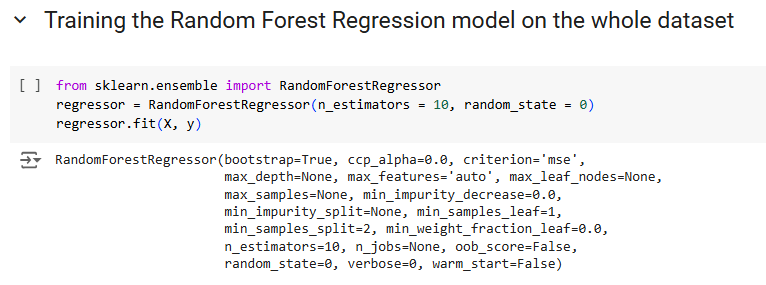 Training the Random Forest Regression model on the whole dataset
[ ] from sklearn.ensemble import RandomForestRegressor
regressor = RandomForestRegressor(n_estimators = 10, random_state = 0)
regressor.fit(X, y)
RandomForestRegressor(bootstrap=True, ccp_alpha=0.0, criterion='mse',
max_depth=None, max_features='auto', max_leaf_nodes=None,
max_samples=None, min_impurity_decrease=0.0,
min_impurity_split=None, min_samples_leaf=1,
min_samples_split=2, min_weight_fraction_leaf=0.0,
n_estimators=10, n_jobs=None, oob_score=False,
random_state=0, verbose=0, warm_start=False)